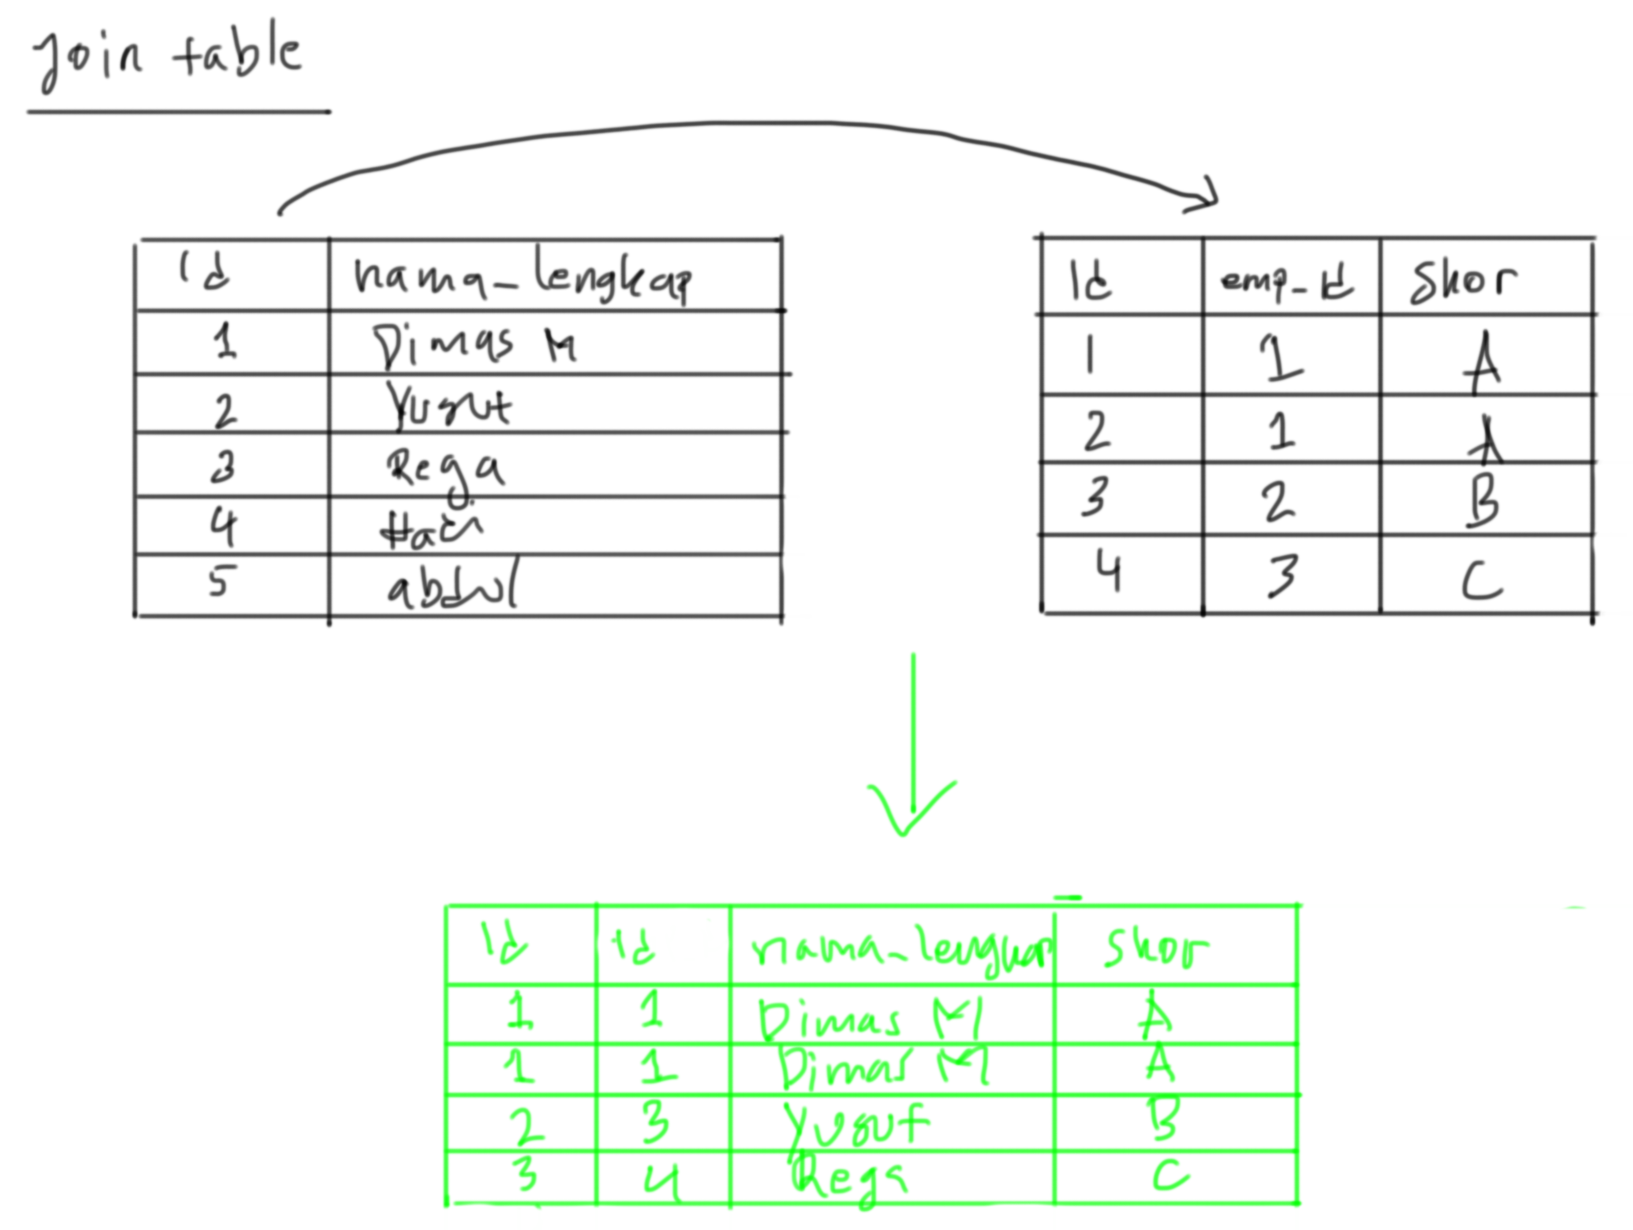 Join table
id nama_lengkap
1 Dimas M
2 Yusuf
3 Rega
4
5 abdul
Id emp_Id Skor
1 1 A
2 1 A
3 2 B
4 3 C
Id Id nama_lengkap Skor
1 1 Dimas M A
1 1 Dimas M A
2 3 Yusuf B
3 4 Rega C